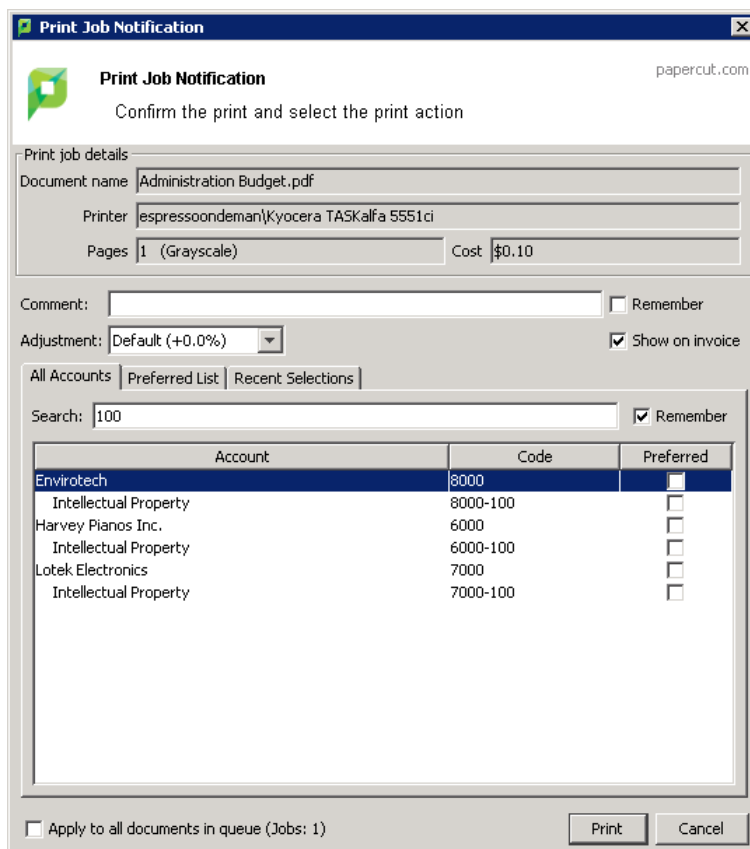 Print Job Notification
Print Job Notification
papercut.com
Confirm the print and select the print action
Print job details
Document name Administration Budget.pdf
Printer espressoondeman\Kyocera TASKalfa 5551ci
Pages 1 (Grayscale) Cost $0.10
Comment: Remember
Adjustment: Default (+0.0%) Show on invoice
All Accounts Preferred List Recent Selections
Search: 100 Remember
Account Code Preferred
Envirotech 8000
Intellectual Property 8000-100
Harvey Pianos Inc. 6000
Intellectual Property 6000-100
Lotek Electronics 7000
Intellectual Property 7000-100
Apply to all documents in queue (Jobs: 1) Print Cancel